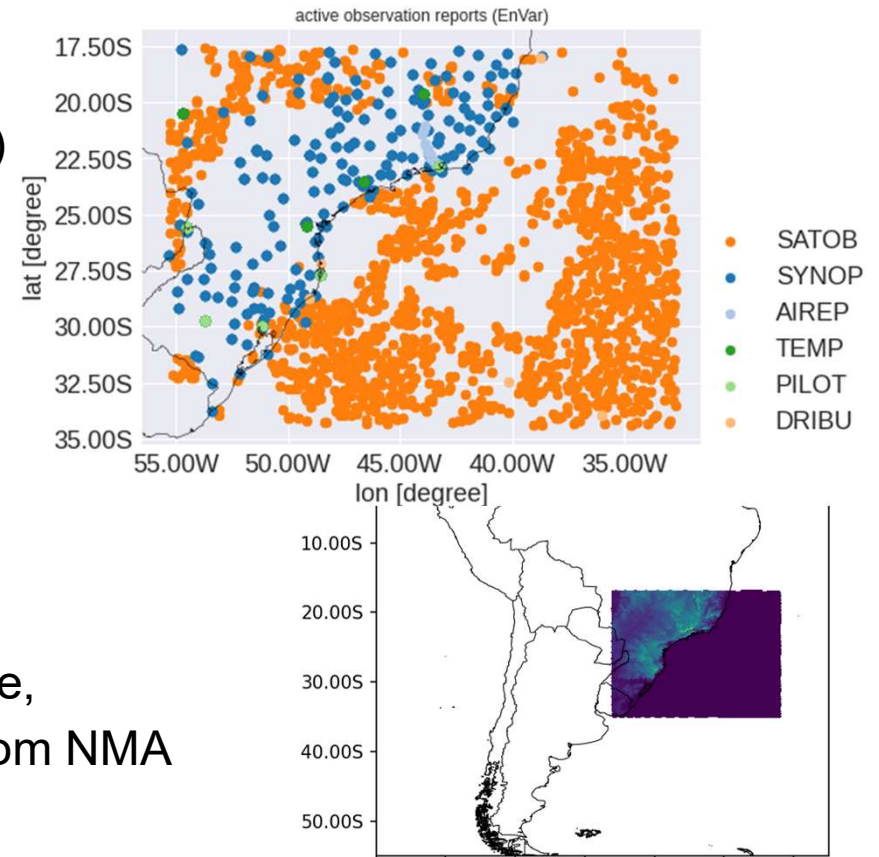 active observation reports (EnVar)
17.50S
20.00S
22.50S
25.00S
27.50S
30.00S
32.50S
35.00S
lat [degree]
55.00W 50.00W 45.00W 40.00W 35.00W
lon [degree]
SATOB
SYNOP
AIREP
TEMP
PILOT
DRIBU
)
10.00S
20.00S
30.00S
40.00S
50.00S
e,
om NMA